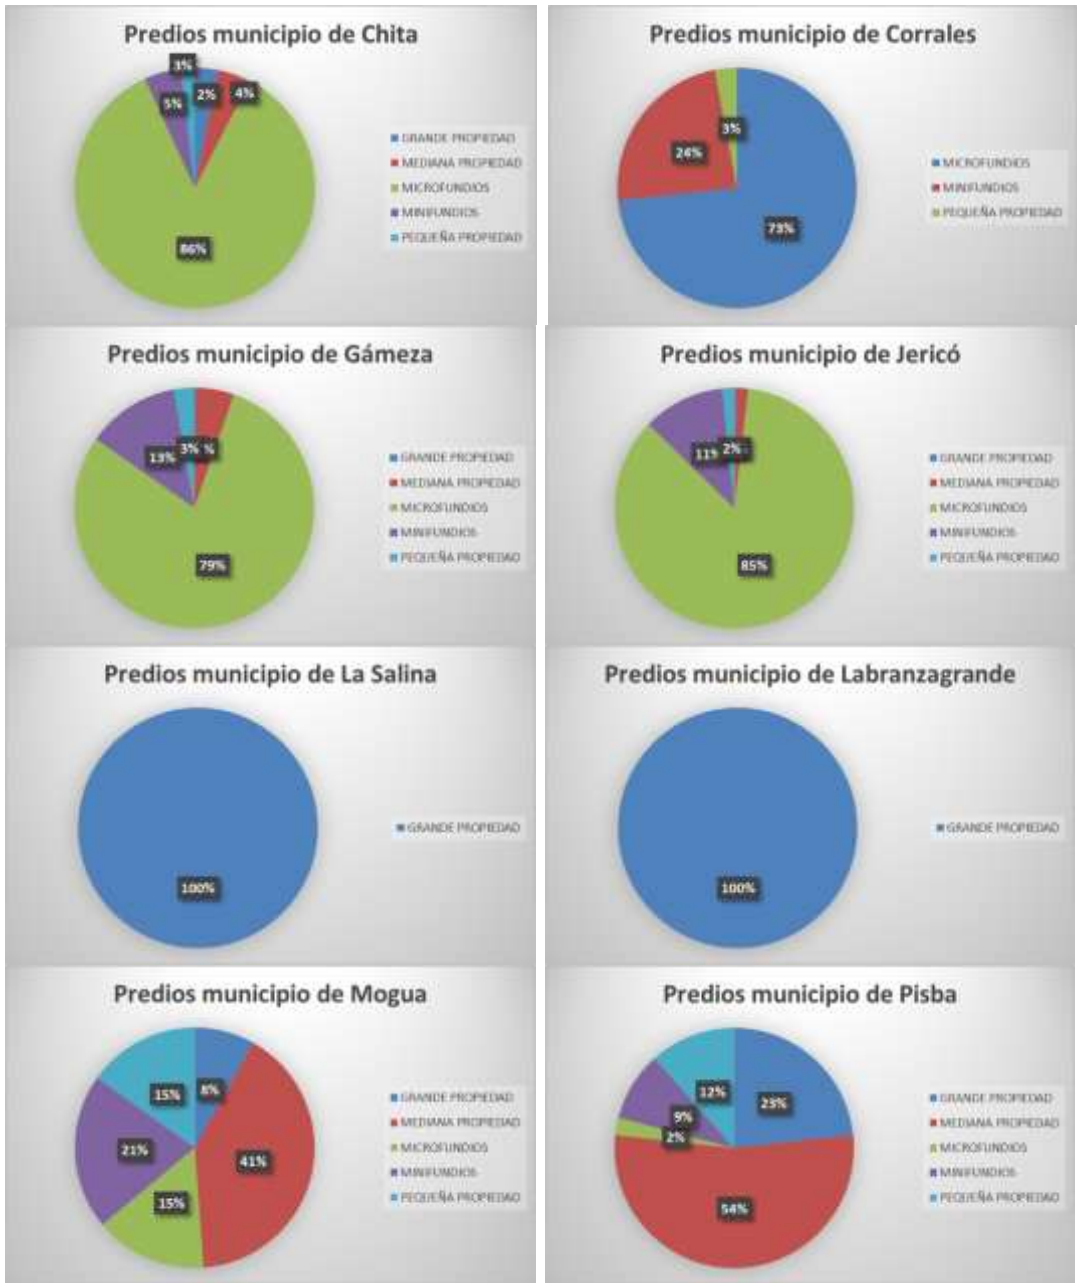 Predios municipio de Chita
3%
2%
4%
5%
86%
GRANDE PROPIEDAD
MEDIANA PROPIEDAD
MICROFUNDIOS
MINIFUNDIOS
PEQUEÑA PROPIEDAD
Predios municipio de Corrales
3%
24%
73%
MICROFUNDIOS
MINIFUNDIOS
PEQUEÑA PROPIEDAD
Predios municipio de Gámeza
13%
3%
%
79%
GRANDE PROPIEDAD
MEDIANA PROPIEDAD
MICROFUNDIOS
MINIFUNDIOS
PEQUEÑA PROPIEDAD
Predios municipio de Jericó
11%
2%
85%
GRANDE PROPIEDAD
MEDIANA PROPIEDAD
MICROFUNDIOS
MINIFUNDIOS
PEQUEÑA PROPIEDAD
Predios municipio de La Salina
100%
GRANDE PROPIEDAD
Predios municipio de Labranzagrande
100%
GRANDE PROPIEDAD
Predios municipio de Mogua
15%
8%
21%
41%
15%
GRANDE PROPIEDAD
MEDIANA PROPIEDAD
MICROFUNDIOS
MINIFUNDIOS
PEQUEÑA PROPIEDAD
Predios municipio de Pisba
12%
23%
9%
2%
54%
GRANDE PROPIEDAD
MEDIANA PROPIEDAD
MICROFUNDIOS
MINIFUNDIOS
PEQUEÑA PROPIEDAD